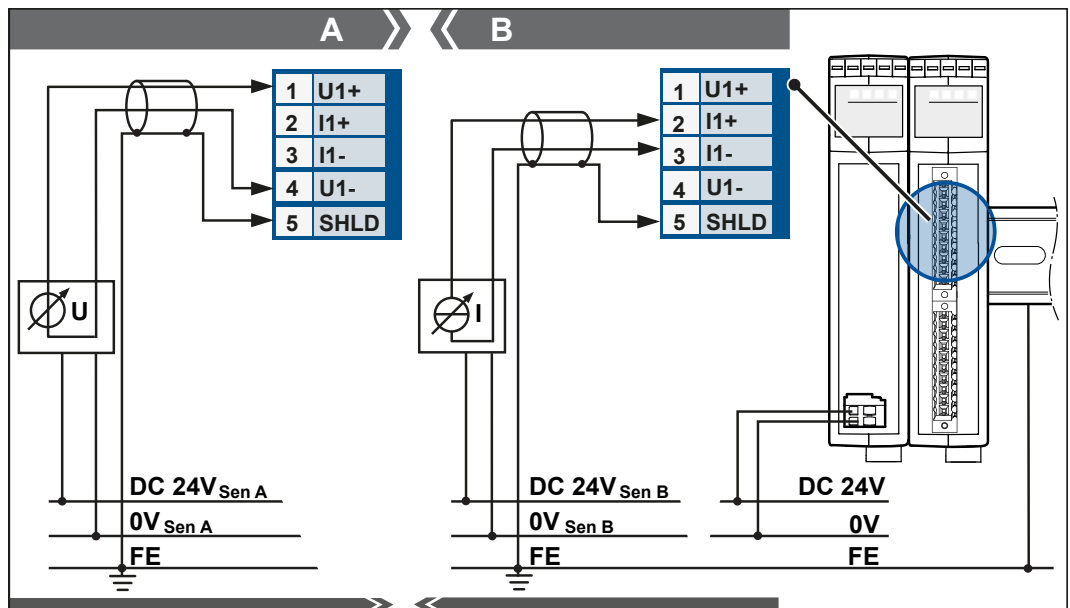 A B
1 U1+
2 I1+
3 I1-
4 U1-
5 SHLD
U
DC 24V Sen A
0V Sen A
FE
1 U1+
2 I1+
3 I1-
4 U1-
5 SHLD
I
DC 24V Sen B
0V Sen B
FE
DC 24V
0V
FE